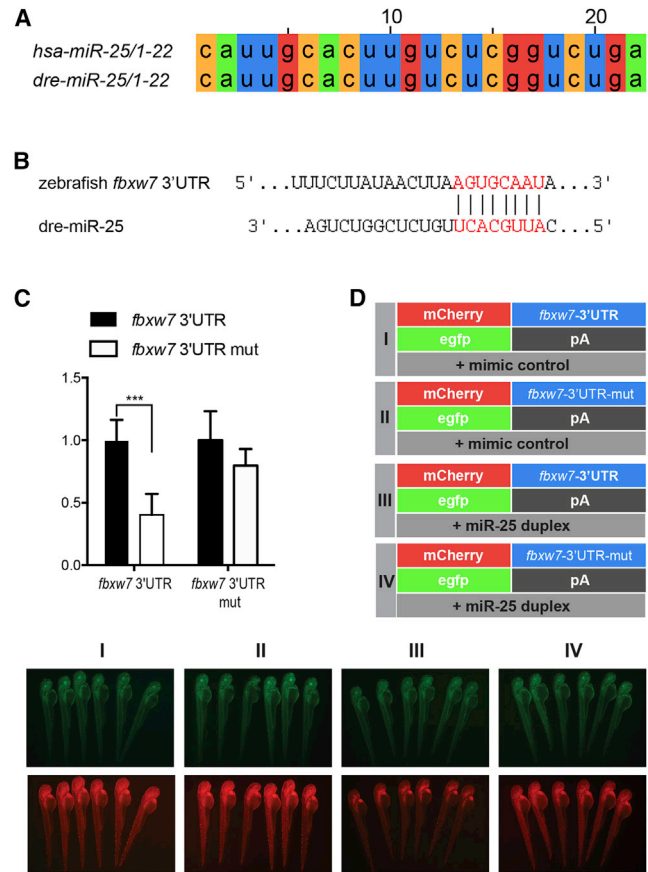 A
10 20
hsa-miR-25/1-22 cauugcacuugucucggucuga
dre-miR-25/1-22 cauugcacuugucucggucuga
B
zebrafish fbxw7 3'UTR 5'...UUUCUUAUAACUUAAGUGCAAUA...3'
dre-miR-25 3'...AGUCUGGCUCUGUUCACGUUAC...5'
C
fbxw7 3'UTR
fbxw7 3'UTR mut
1.5
***
1.0
0.5
0.0
fbxw7 3'UTR fbxw7 3'UTR
mut
D
I
mCherry fbxw7-3'UTR
egfp pA
+ mimic control
II
mCherry fbxw7-3'UTR-mut
egfp pA
+ mimic control
III
mCherry fbxw7-3'UTR
egfp pA
+ miR-25 duplex
IV
mCherry fbxw7-3'UTR-mut
egfp pA
+ miR-25 duplex
I II III IV